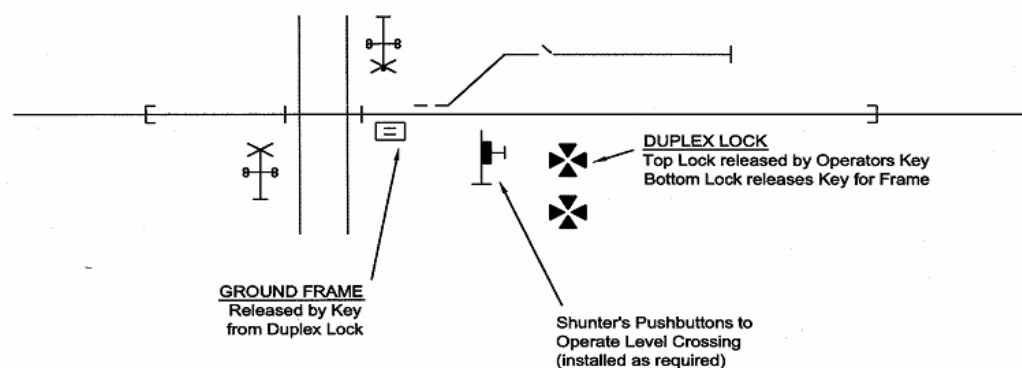 DUPLEX LOCK
Top Lock released by Operators Key
Bottom Lock releases Key for Frame
GROUND FRAME
Released by Key
from Duplex Lock
Shunter's Pushbuttons to
Operate Level Crossing
(installed as required)